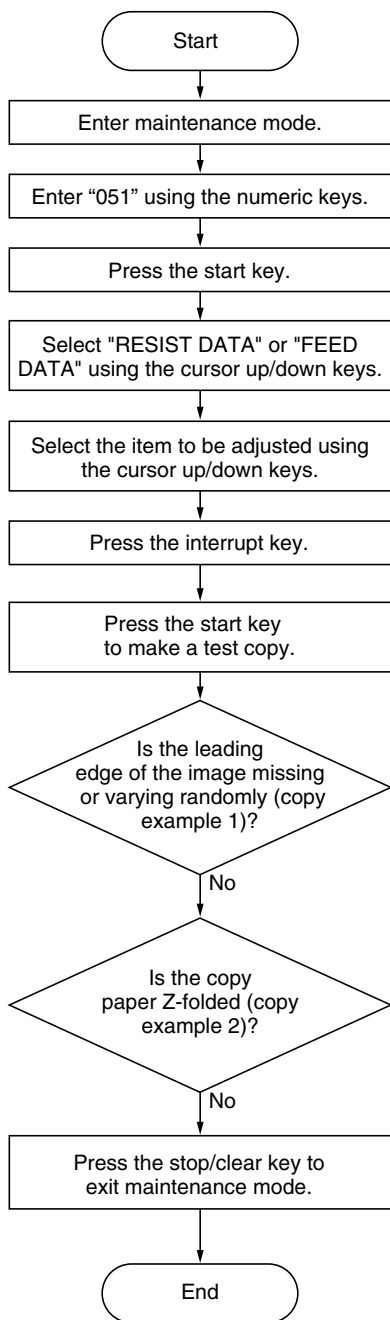 Start
Enter maintenance mode.
Enter “051” using the numeric keys.
Press the start key.
Select "RESIST DATA" or "FEED
DATA" using the cursor up/down keys.
Select the item to be adjusted using
the cursor up/down keys.
Press the interrupt key.
Press the start key
to make a test copy.
Is the leading
edge of the image missing
or varying randomly (copy
example 1)?
No
Is the copy
paper Z-folded (copy
example 2)?
No
Press the stop/clear key to
exit maintenance mode.
End